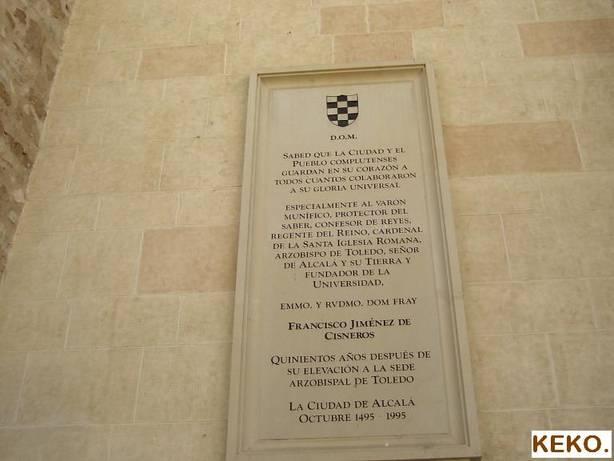 D.O.M.
SABED QUE LA CIUDAD Y EL
PUEBLO COMPLUTENSES
GUARDAN EN SU CORAZÓN A
TODOS CUANTOS COLABORARON
A SU GLORIA UNIVERSAL
ESPECIALMENTE AL VARON
MUNÍFICO, PROTECTOR DEL
SABER, CONFESOR DE REYES,
REGENTE DEL REINO, CARDENAL
DE LA SANTA IGLESIA ROMANA,
ARZOBISPO DE TOLEDO, SEÑOR
DE ALCALÁ Y SU TIERRA Y
FUNDADOR DE LA
UNIVERSIDAD,
EMMO. Y RVDMO. DOM FRAY
FRANCISCO JIMÉNEZ DE
CISNEROS
QUINIENTOS AÑOS DESPUÉS DE
SU ELEVACIÓN A LA SEDE
ARZOBISPAL DE TOLEDO
LA CIUDAD DE ALCALÁ
OCTUBRE 1495 - 1995
KEKO.